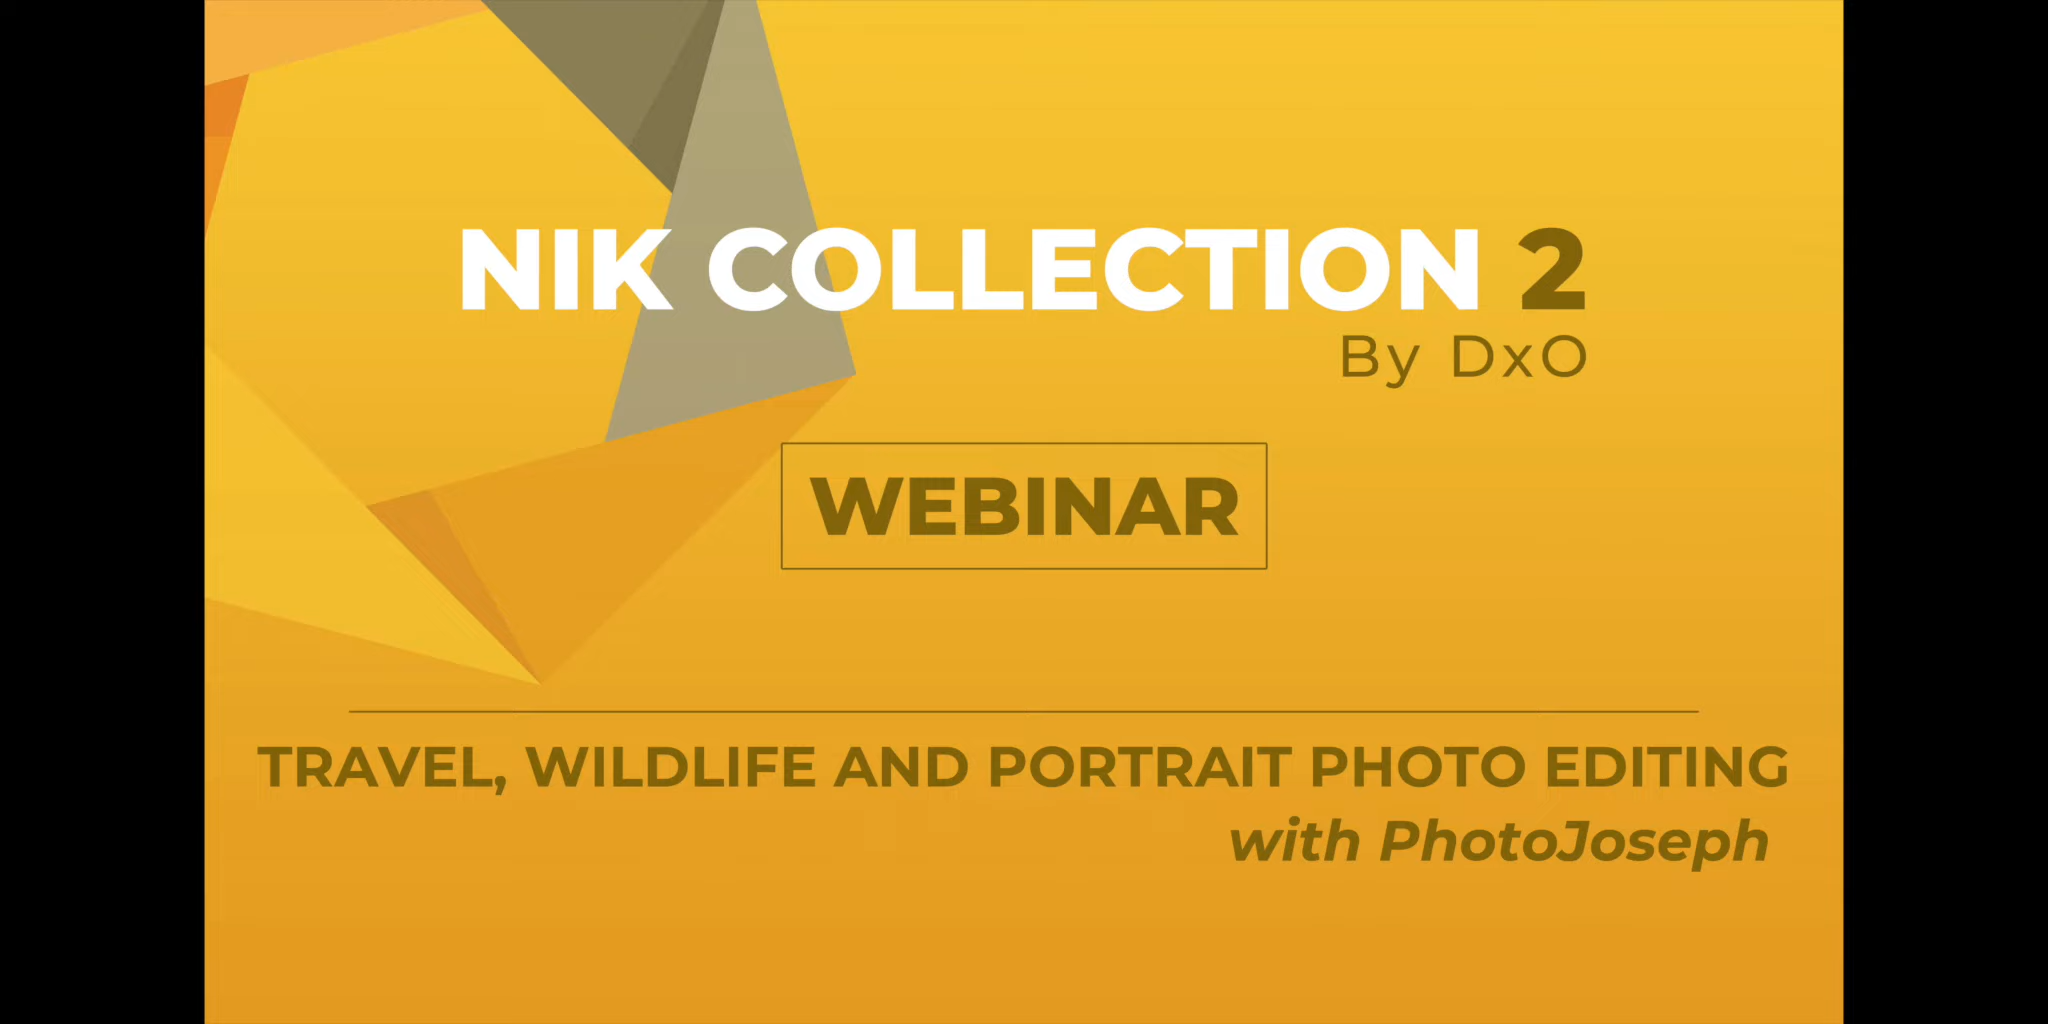 NIK COLLECTION 2
By DxO
WEBINAR
TRAVEL, WILDLIFE AND PORTRAIT PHOTO EDITING
with PhotoJoseph